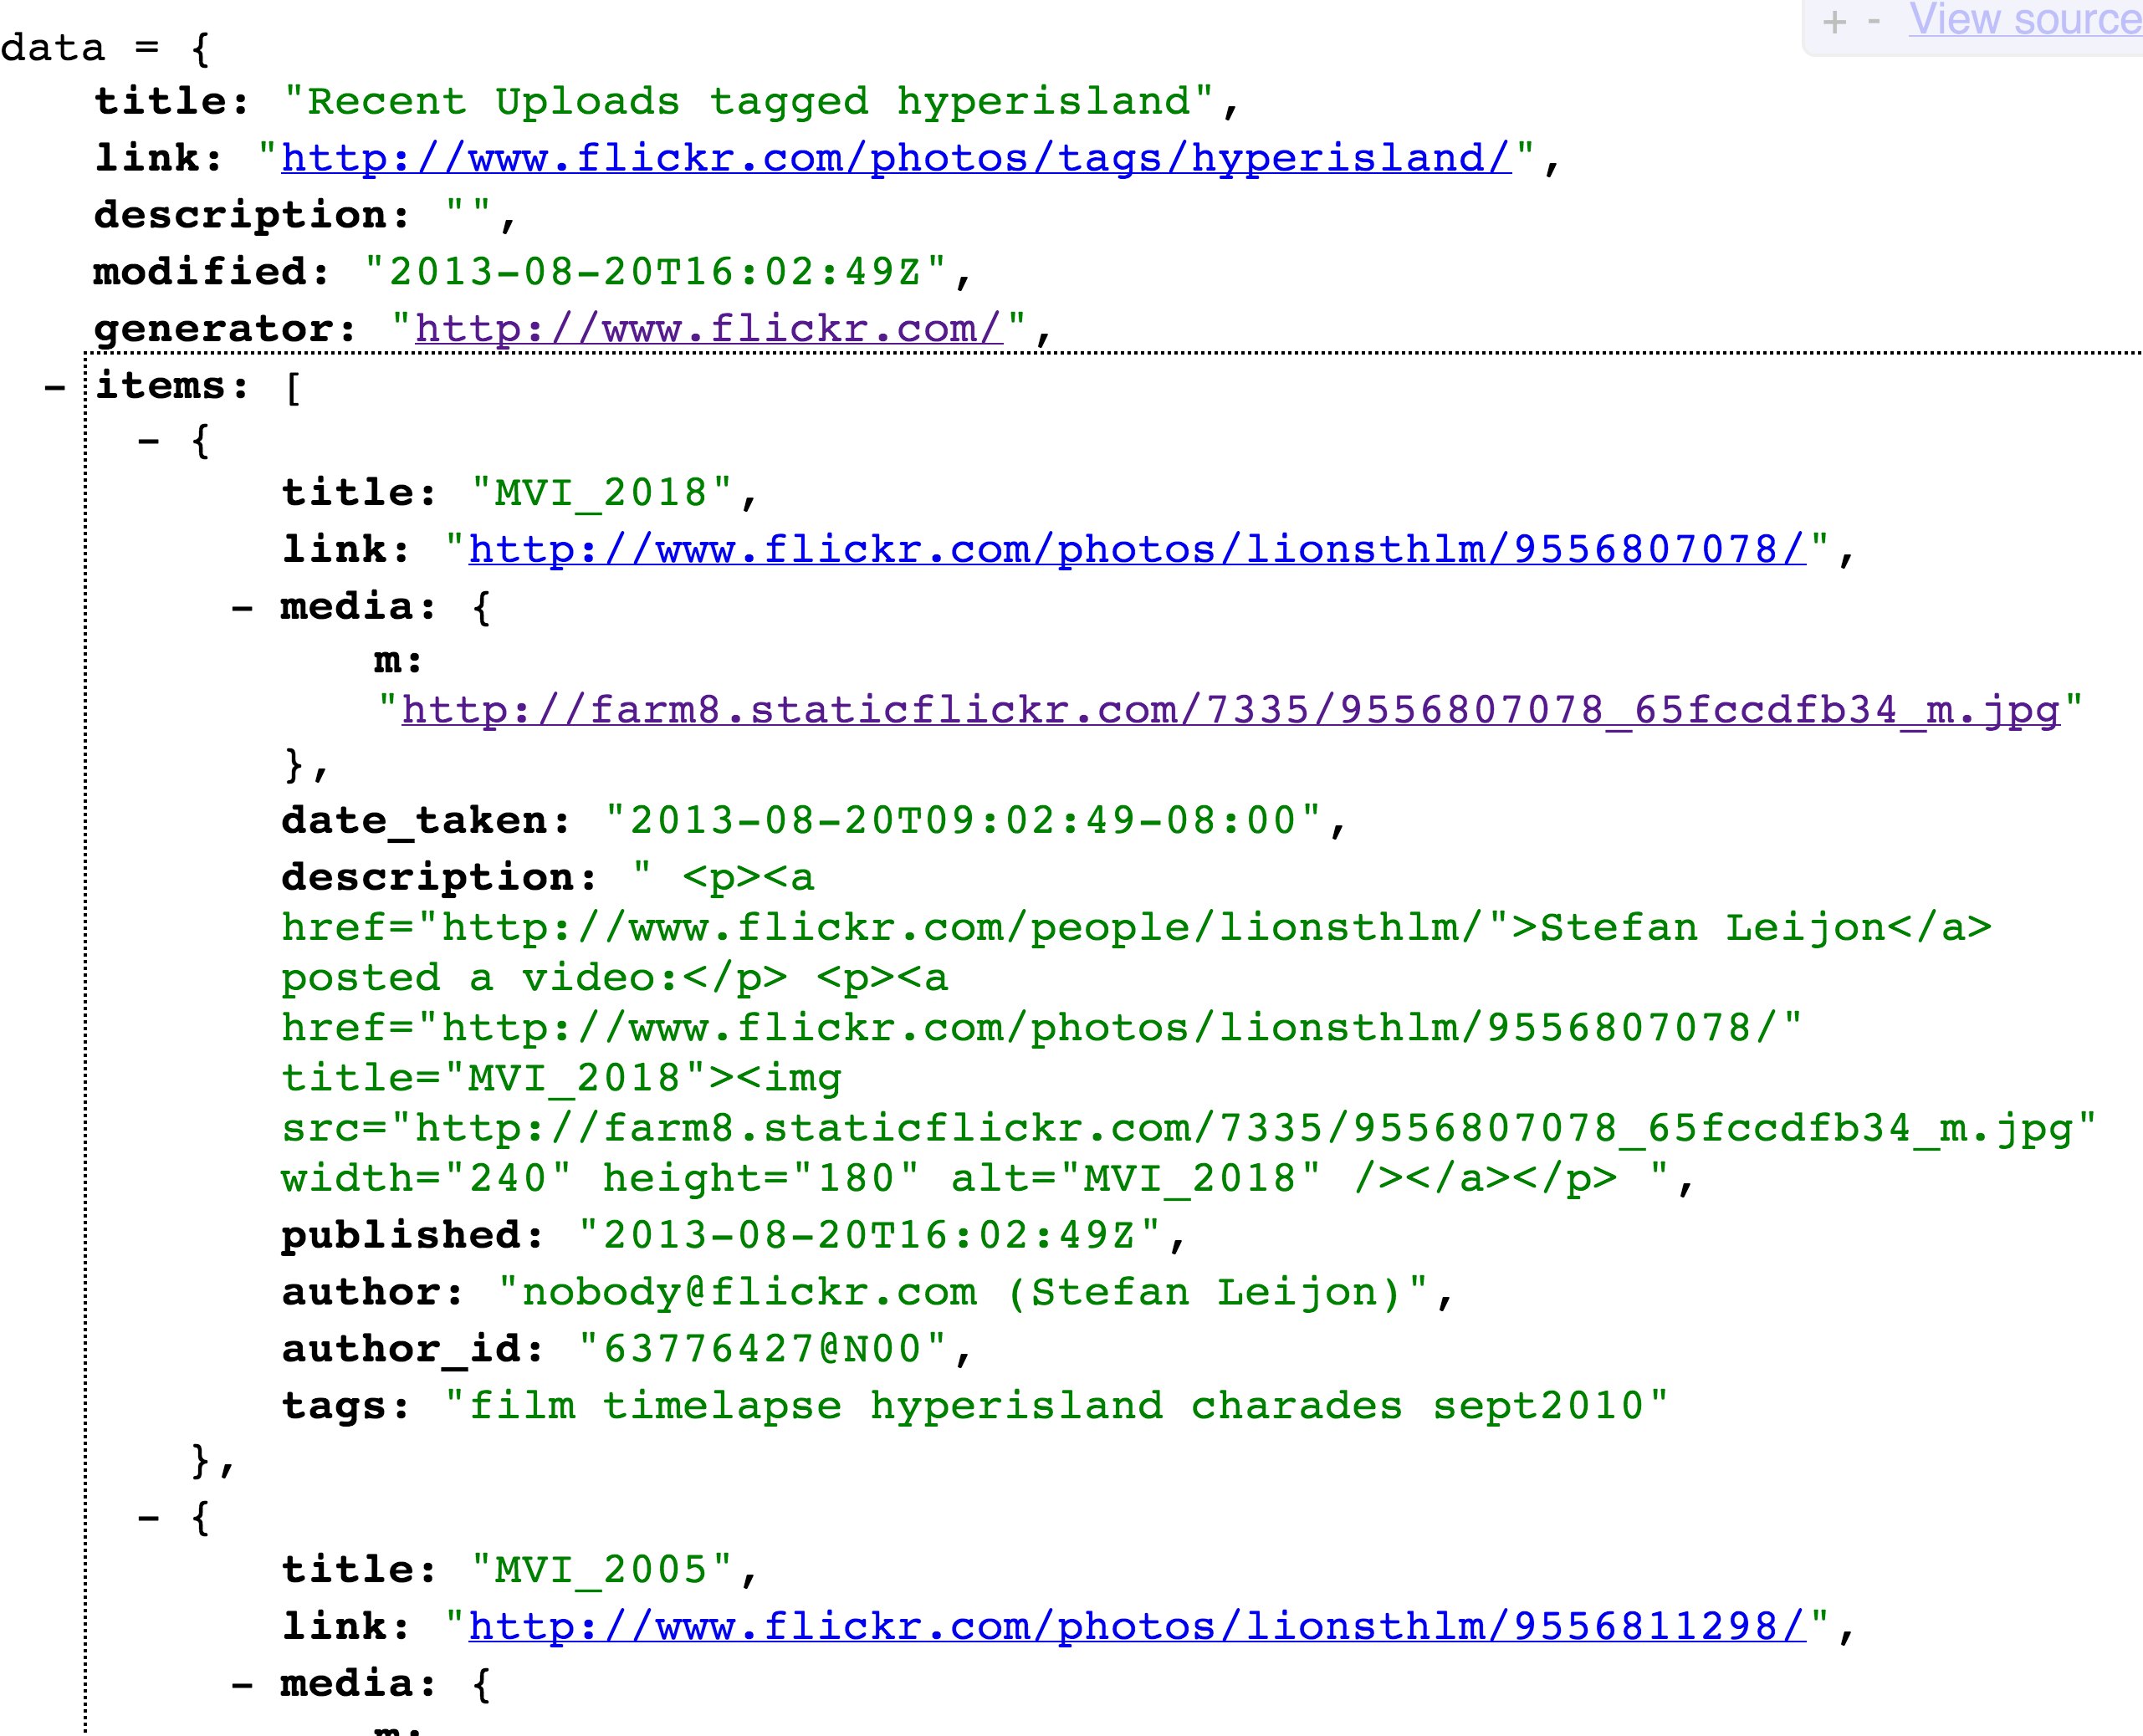 + - View source
data = {
title: "Recent Uploads tagged hyperisland",
link: "http://www.flickr.com/photos/tags/hyperisland/",
description: "",
modified: "2013-08-20T16:02:49Z",
generator: "http://www.flickr.com/",
- items: [
- {
title: "MVI_2018",
link: "http://www.flickr.com/photos/lionsthlm/9556807078/",
- media: {
m:
"http://farm8.staticflickr.com/7335/9556807078_65fccdfb34_m.jpg"
},
date_taken: "2013-08-20T09:02:49-08:00",
description: " <p><a
href="http://www.flickr.com/people/lionsthlm/">Stefan Leijon</a>
posted a video:</p> <p><a
href="http://www.flickr.com/photos/lionsthlm/9556807078/"
title="MVI_2018"><img
src="http://farm8.staticflickr.com/7335/9556807078_65fccdfb34_m.jpg"
width="240" height="180" alt="MVI_2018" /></a></p> ",
published: "2013-08-20T16:02:49Z",
author: "nobody@flickr.com (Stefan Leijon)",
author_id: "63776427@N00",
tags: "film timelapse hyperisland charades sept2010"
},
- {
title: "MVI_2005",
link: "http://www.flickr.com/photos/lionsthlm/9556811298/",
- media: {
m: